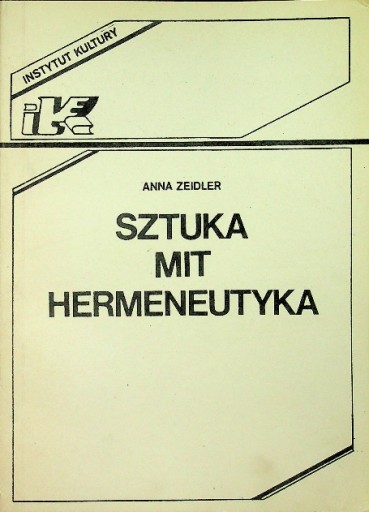 INSTYTUT KULTURY
iK
ANNA ZEIDLER
SZTUKA
MIT
HERMENEUTYKA